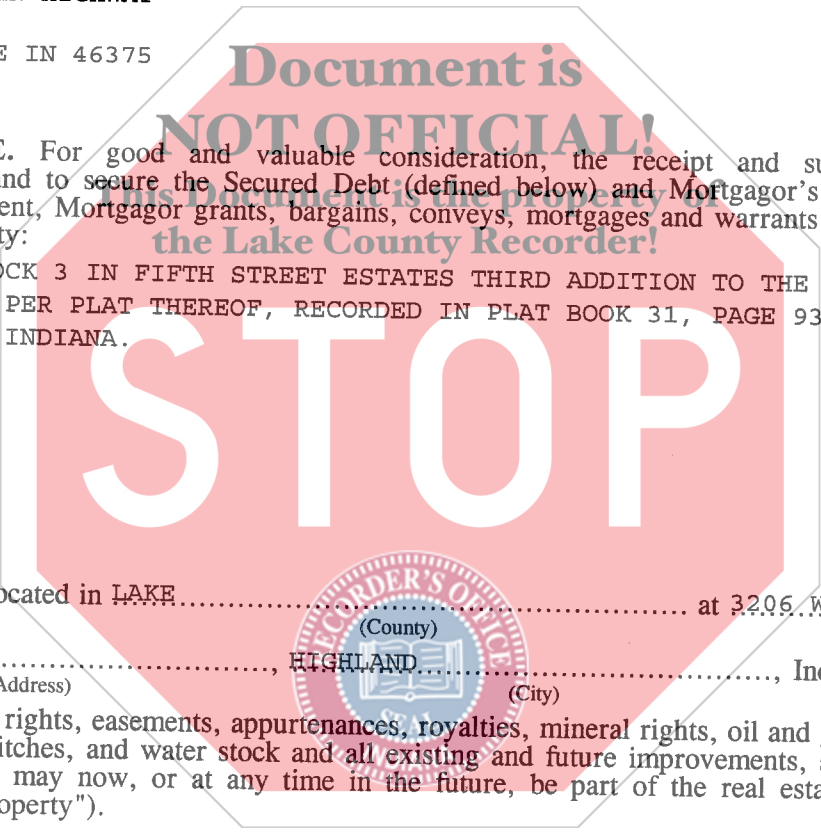 E IN 46375
Document is
NOT OFFICIAL!
E. For good and valuable consideration, the receipt and su
nd to secure the Secured Debt (defined below) and Mortgagor's
This Document is the property of
ent, Mortgagor grants, bargains, conveys, mortgages and warrants
ty:
the Lake County Recorder!
OCK 3 IN FIFTH STREET ESTATES THIRD ADDITION TO THE
PER PLAT THEREOF, RECORDED IN PLAT BOOK 31, PAGE 93
INDIANA.
STOP
ocated in LAKE at 3206 W
(County)
RECORDER'S OFFICE
, HIGHLAND , Ind
Address) (City)
SEAL
rights, easements, appurtenances, royalties, mineral rights, oil and
itches, and water stock and all existing and future improvements,
may now, or at any time in the future, be part of the real esta
operty").